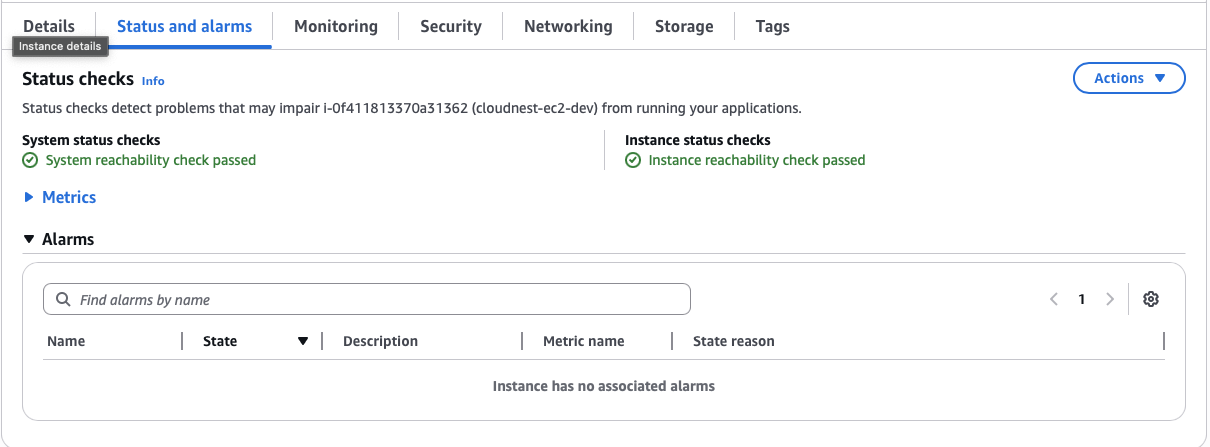 Details Status and alarms Monitoring Security Networking Storage Tags
Instance details
Status checks Info Actions
Status checks detect problems that may impair i-0f411813370a31362 (cloudnest-ec2-dev) from running your applications.
System status checks Instance status checks
System reachability check passed Instance reachability check passed
Metrics
Alarms
Find alarms by name 1
Name State Description Metric name State reason
Instance has no associated alarms